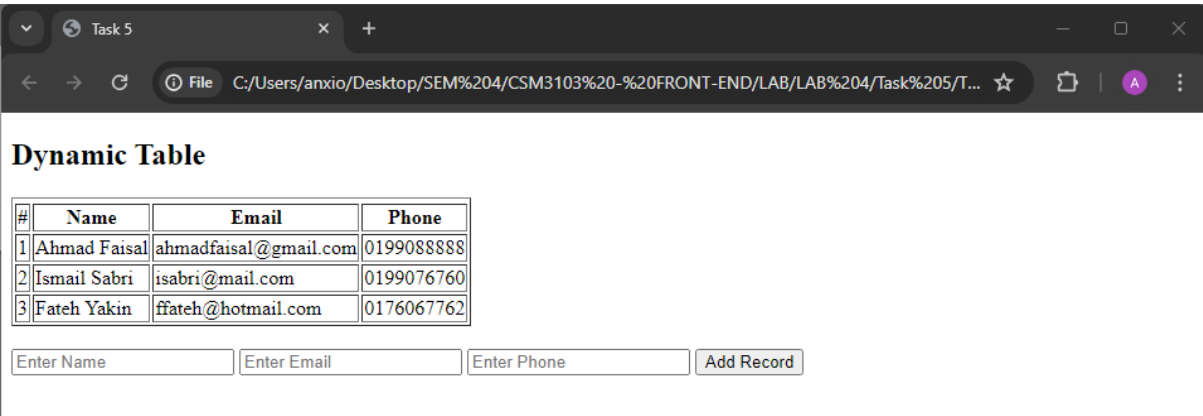 Task 5
File C:/Users/anxio/Desktop/SEM%204/CSM3103%20-%20FRONT-END/LAB/LAB%204/Task%205/T... A
Dynamic Table
# Name Email Phone
1 Ahmad Faisal ahmadfaisal@gmail.com 0199088888
2 Ismail Sabri isabri@mail.com 0199076760
3 Fateh Yakin ffateh@hotmail.com 0176067762
Enter Name Enter Email Enter Phone Add Record